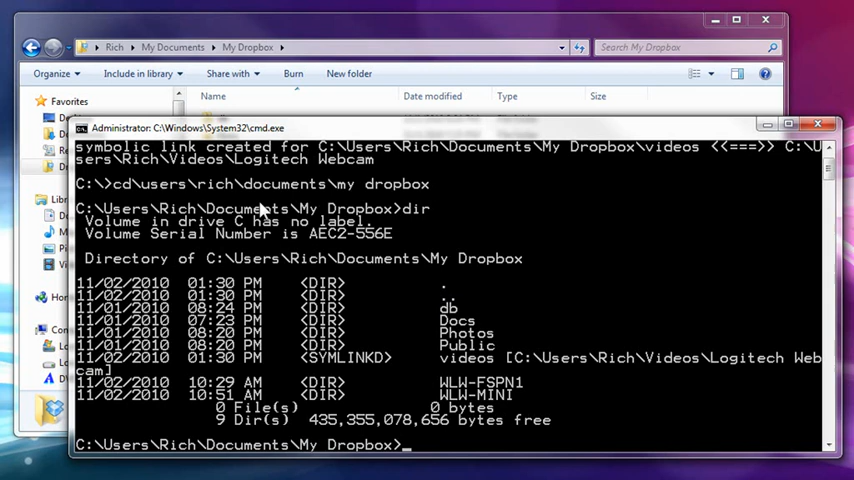 Rich ▸ My Documents ▸ My Dropbox ▸
Search My Dropbox
Organize ▾ Include in library ▾ Share with ▾ Burn New folder
Favorites
Name Date modified Type Size
Administrator: C:\Windows\System32\cmd.exe
symbolic link created for C:\Users\Rich\Documents\My Dropbox\videos <<===>> C:\U
sers\Rich\Videos\Logitech Webcam
C:\>cd\users\rich\documents\my dropbox
C:\Users\Rich\Documents\My Dropbox>dir
Volume in drive C has no label.
Volume Serial Number is AEC2-556E
Directory of C:\Users\Rich\Documents\My Dropbox
11/02/2010 01:30 PM <DIR> .
11/02/2010 01:30 PM <DIR> ..
11/01/2010 08:24 PM <DIR> db
11/01/2010 07:23 PM <DIR> Docs
11/01/2010 08:20 PM <DIR> Photos
11/01/2010 08:20 PM <DIR> Public
11/02/2010 01:30 PM <SYMLINKD> videos [C:\Users\Rich\Videos\Logitech Web
cam]
11/02/2010 10:29 AM <DIR> WLW-FSPN1
11/02/2010 10:51 AM <DIR> WLW-MINI
0 File(s) 0 bytes
9 Dir(s) 435,355,078,656 bytes free
C:\Users\Rich\Documents\My Dropbox>_